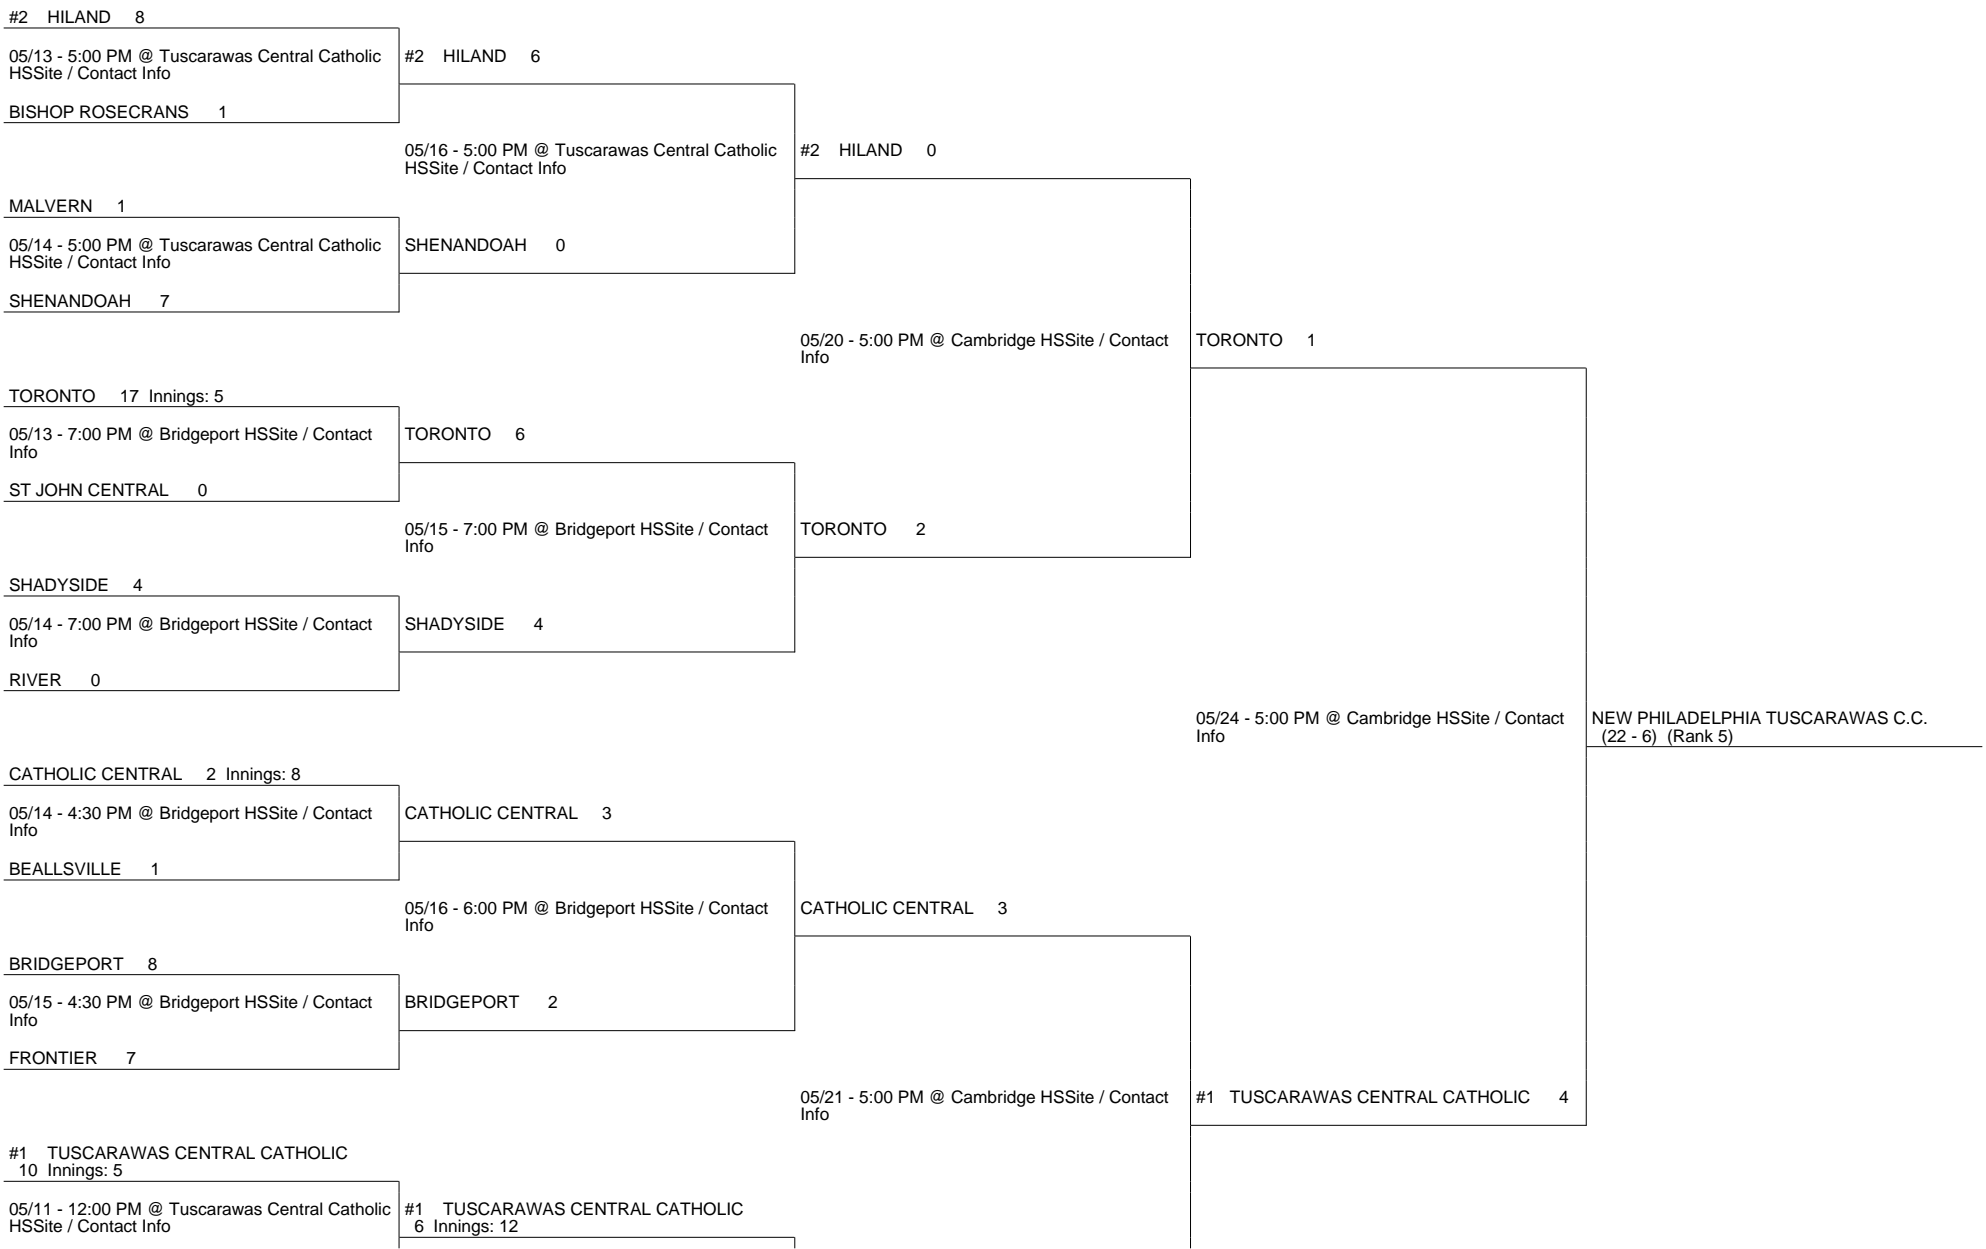 #2 HILAND 8
05/13 - 5:00 PM @ Tuscarawas Central Catholic
HSSite / Contact Info
BISHOP ROSECRANS 1
MALVERN 1
05/14 - 5:00 PM @ Tuscarawas Central Catholic
HSSite / Contact Info
SHENANDOAH 7
TORONTO 17 Innings: 5
05/13 - 7:00 PM @ Bridgeport HSSite / Contact
Info
ST JOHN CENTRAL 0
SHADYSIDE 4
05/14 - 7:00 PM @ Bridgeport HSSite / Contact
Info
RIVER 0
CATHOLIC CENTRAL 2 Innings: 8
05/14 - 4:30 PM @ Bridgeport HSSite / Contact
Info
BEALLSVILLE 1
BRIDGEPORT 8
05/15 - 4:30 PM @ Bridgeport HSSite / Contact
Info
FRONTIER 7
#1 TUSCARAWAS CENTRAL CATHOLIC
10 Innings: 5
05/11 - 12:00 PM @ Tuscarawas Central Catholic
HSSite / Contact Info
#2 HILAND 6
05/16 - 5:00 PM @ Tuscarawas Central Catholic
HSSite / Contact Info
SHENANDOAH 0
TORONTO 6
05/15 - 7:00 PM @ Bridgeport HSSite / Contact
Info
SHADYSIDE 4
CATHOLIC CENTRAL 3
05/16 - 6:00 PM @ Bridgeport HSSite / Contact
Info
BRIDGEPORT 2
#1 TUSCARAWAS CENTRAL CATHOLIC
6 Innings: 12
#2 HILAND 0
05/20 - 5:00 PM @ Cambridge HSSite / Contact
Info
TORONTO 2
CATHOLIC CENTRAL 3
05/21 - 5:00 PM @ Cambridge HSSite / Contact
Info
TORONTO 1
05/24 - 5:00 PM @ Cambridge HSSite / Contact
Info
#1 TUSCARAWAS CENTRAL CATHOLIC 4
NEW PHILADELPHIA TUSCARAWAS C.C.
(22 - 6) (Rank 5)